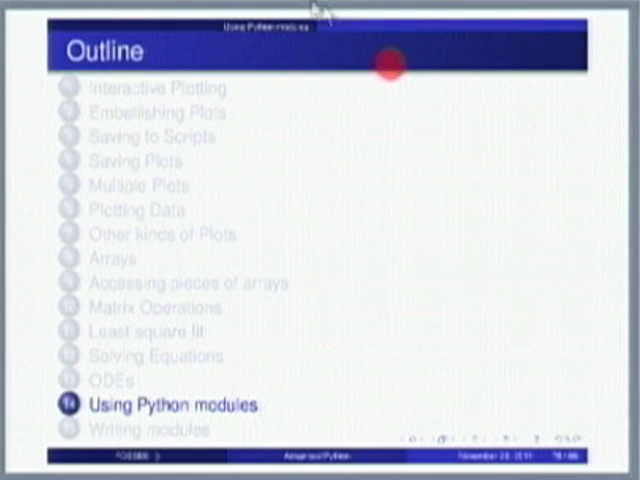 Using Python modules
Outline
Interactive Plotting
Embellishing Plots
Saving to Scripts
Saving Plots
Multiple Plots
Plotting Data
Other kinds of Plots
Arrays
Accessing pieces of arrays
Matrix Operations
Least square fit
Solving Equations
ODEs
14 Using Python modules
Writing modules
Advanced Python